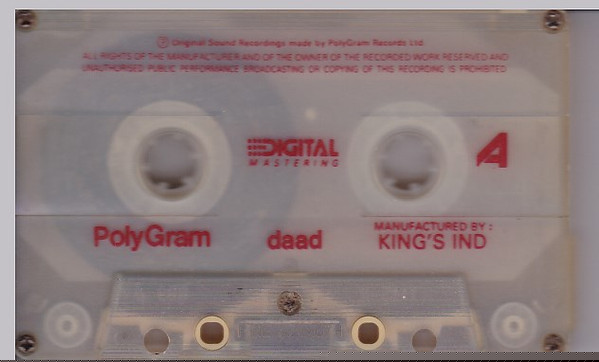 Ⓟ Original Sound Recordings made by PolyGram Records Ltd.
ALL RIGHTS OF THE MANUFACTURER AND OF THE OWNER OF THE RECORDED WORK RESERVED AND
UNAUTHORISED PUBLIC PERFORMANCE BROADCASTING OR COPYING OF THIS RECORDING IS PROHIBITED
DIGITAL
MASTERING
A
PolyGram
daad
MANUFACTURED BY :
KING'S IND